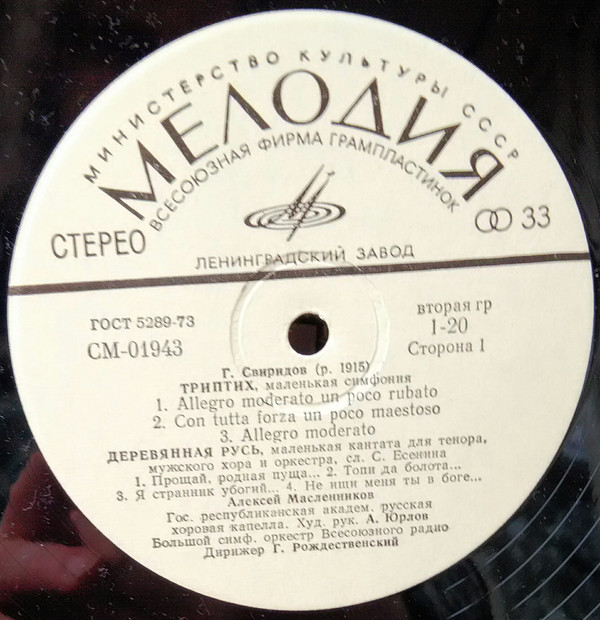 МИНИСТЕРСТВО КУЛЬТУРЫ СССР
МЕЛОДИЯ
ВСЕСОЮЗНАЯ ФИРМА ГРАМПЛАСТИНОК
СТЕРЕО
33
ЛЕНИНГРАДСКИЙ ЗАВОД
ГОСТ 5289-73
СМ-01943
вторая гр
1-20
Сторона 1
Г. Свиридов (р. 1915)
ТРИПТИХ, маленькая симфония
1. Allegro moderato un poco rubato
2. Con tutta forza un poco maestoso
3. Allegro moderato
ДЕРЕВЯННАЯ РУСЬ, маленькая кантата для тенора,
мужского хора и оркестра, сл. С. Есенина
1. Прощай, родная пуща... 2. Топи да болота...
3. Я странник убогий... 4. Не ищи меня ты в боге...
Алексей Масленников
Гос. республиканская академ. русская
хоровая капелла. Худ. рук. А. Юрлов
Большой симф. оркестр Всесоюзного радио
Дирижер Г. Рождественский